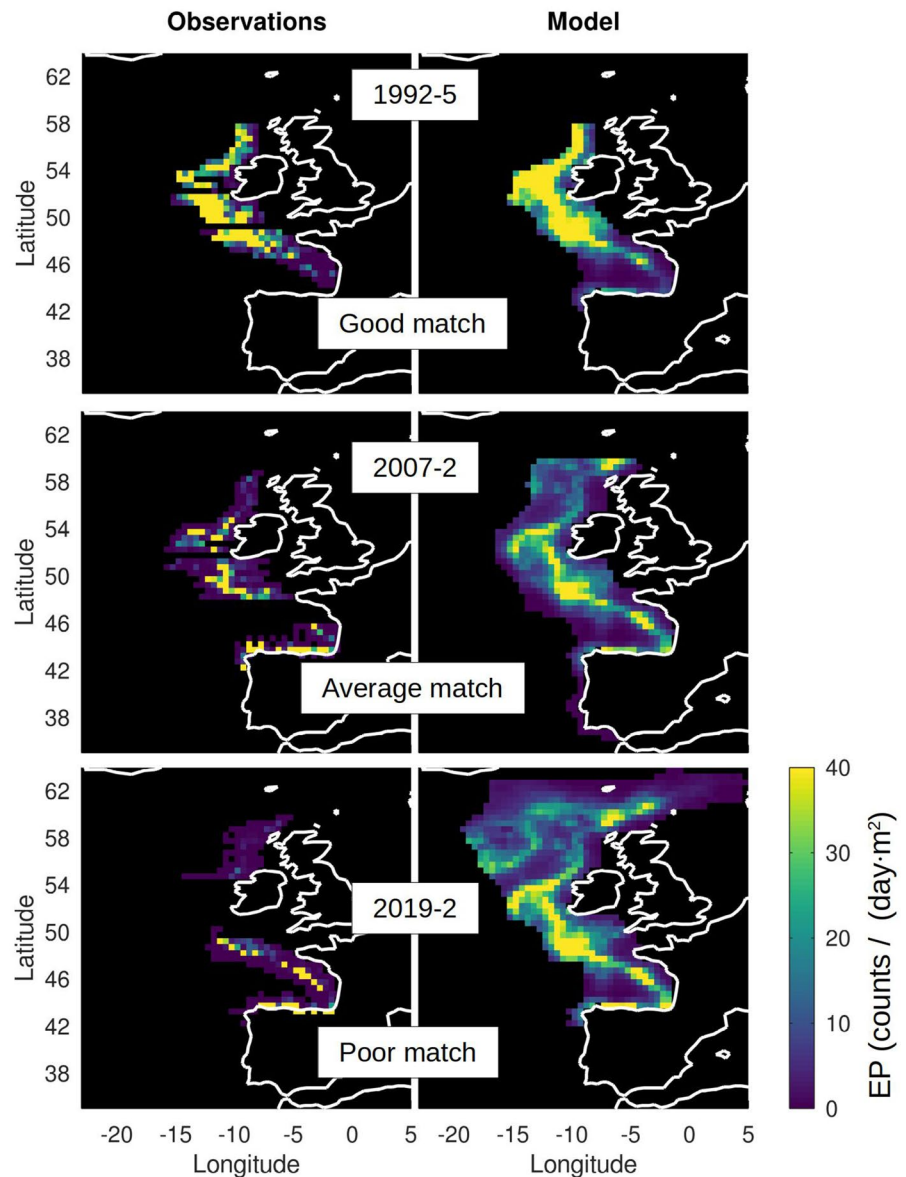 Observations Model
1992-5
62
58
54
50
46
42
38
Latitude
Good match
2007-2
62
58
54
50
46
42
38
Latitude
Average match
2019-2
62
58
54
50
46
42
38
Latitude
Poor match
-20 -15 -10 -5 0 5 -20 -15 -10 -5 0 5
Longitude Longitude
40
30
20
10
0
EP (counts / (day·m²)